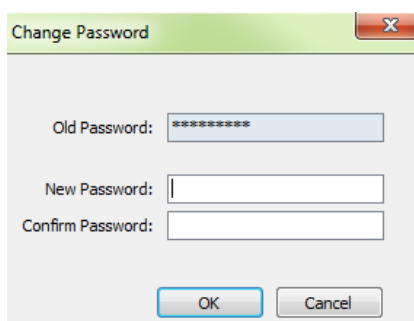 Change Password
Old Password: *********
New Password:
Confirm Password:
OK Cancel